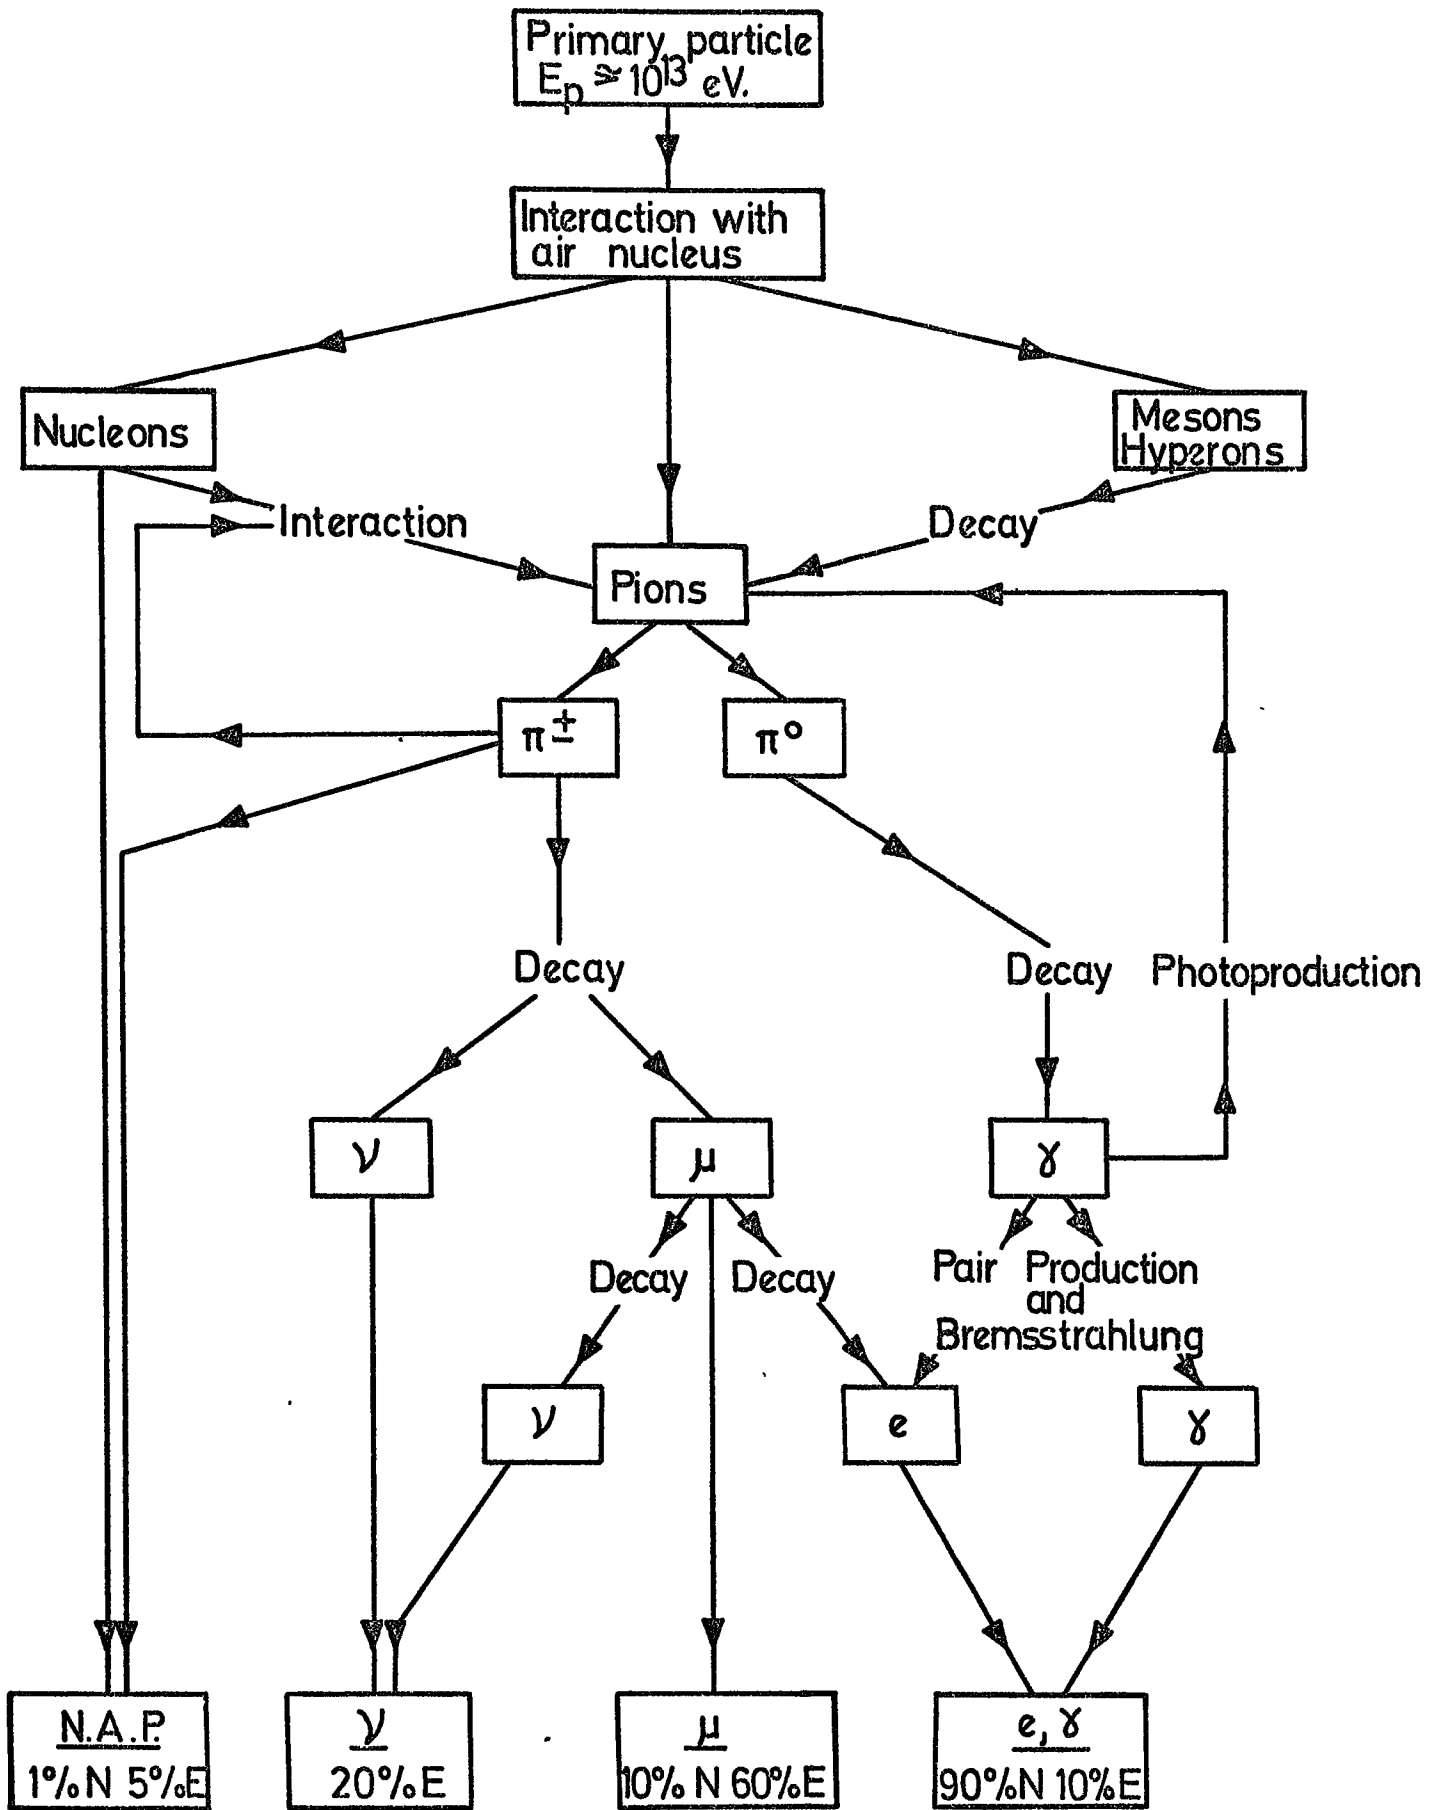 Primary particle
Ep ≳ 10¹³ eV.
Interaction with
air nucleus
Nucleons
Mesons
Hyperons
Interaction
Decay
Pions
π±
π⁰
Decay
Decay
Photoproduction
ν
μ
γ
Decay
Decay
Pair Production
and
Bremsstrahlung
ν
e
γ
N.A.P.
1%N 5%E
ν
20%E
μ
10%N 60%E
e, γ
90%N 10%E